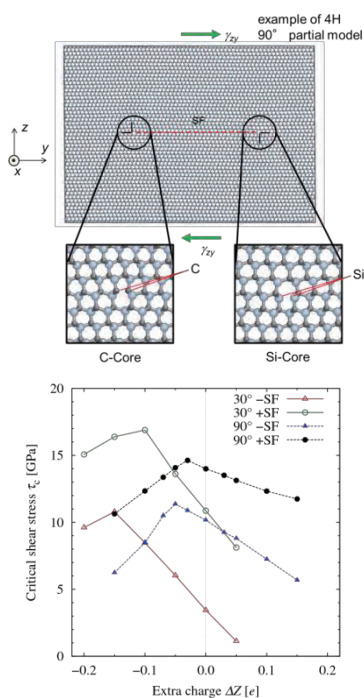 example of 4H
90° partial model
γzy
SF
z
y
x
γzy
C
Si
C-Core
Si-Core
20
15
10
5
0
Critical shear stress τc [GPa]
30° −SF
30° +SF
90° −SF
90° +SF
−0.2
−0.1
0.0
0.1
0.2
Extra charge ΔZ [e]